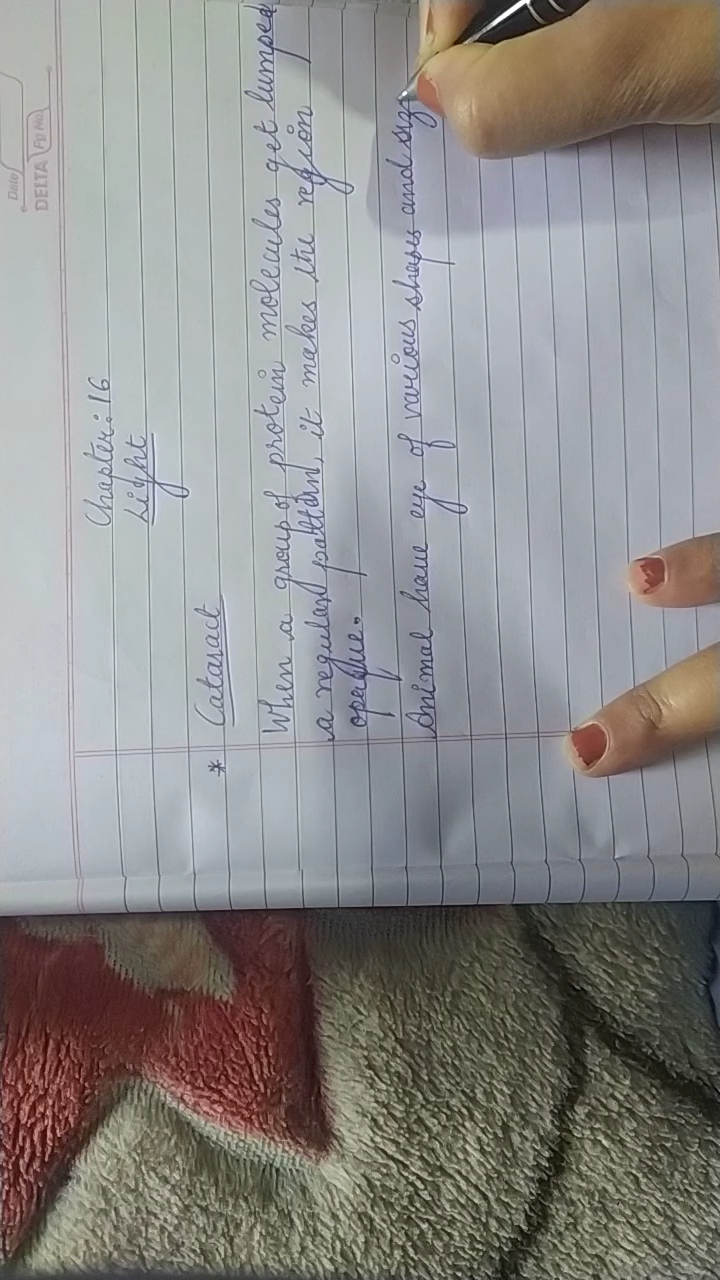 Date
DELTA Pg No.
Chapter: 16
Light
* Cataract
When a group of protein molecules get lumped
a regular pattern, it makes the region
opaque.
Animal have eye of various shapes and siz